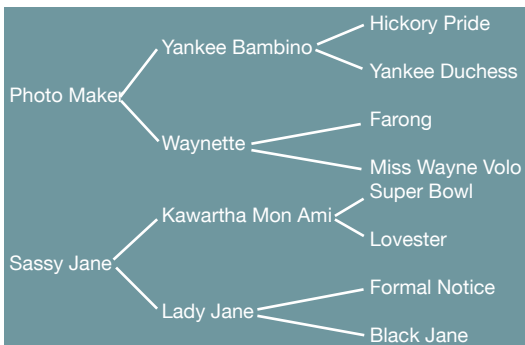 Hickory Pride
Yankee Bambino
Yankee Duchess
Photo Maker
Farong
Waynette
Miss Wayne Volo
Super Bowl
Kawartha Mon Ami
Lovester
Sassy Jane
Formal Notice
Lady Jane
Black Jane